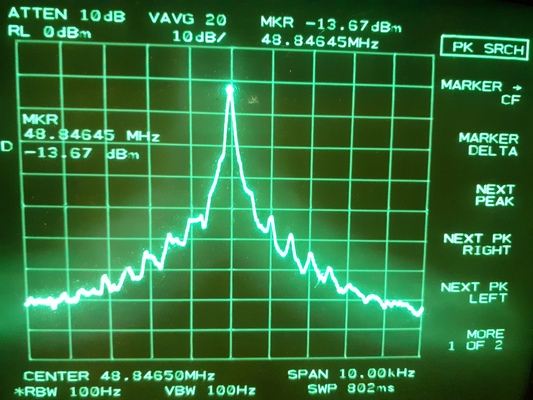 ATTEN 10dB VAVG 20 MKR -13.67dBm
RL 0dBm 10dB/ 48.84645MHz
PK SRCH
MARKER →
CF
MKR
48.84645 MHz
D
-13.67 dBm
MARKER
DELTA
NEXT
PEAK
NEXT PK
RIGHT
NEXT PK
LEFT
MORE
1 OF 2
CENTER 48.84650MHz SPAN 10.00kHz
*RBW 100Hz VBW 100Hz SWP 802ms